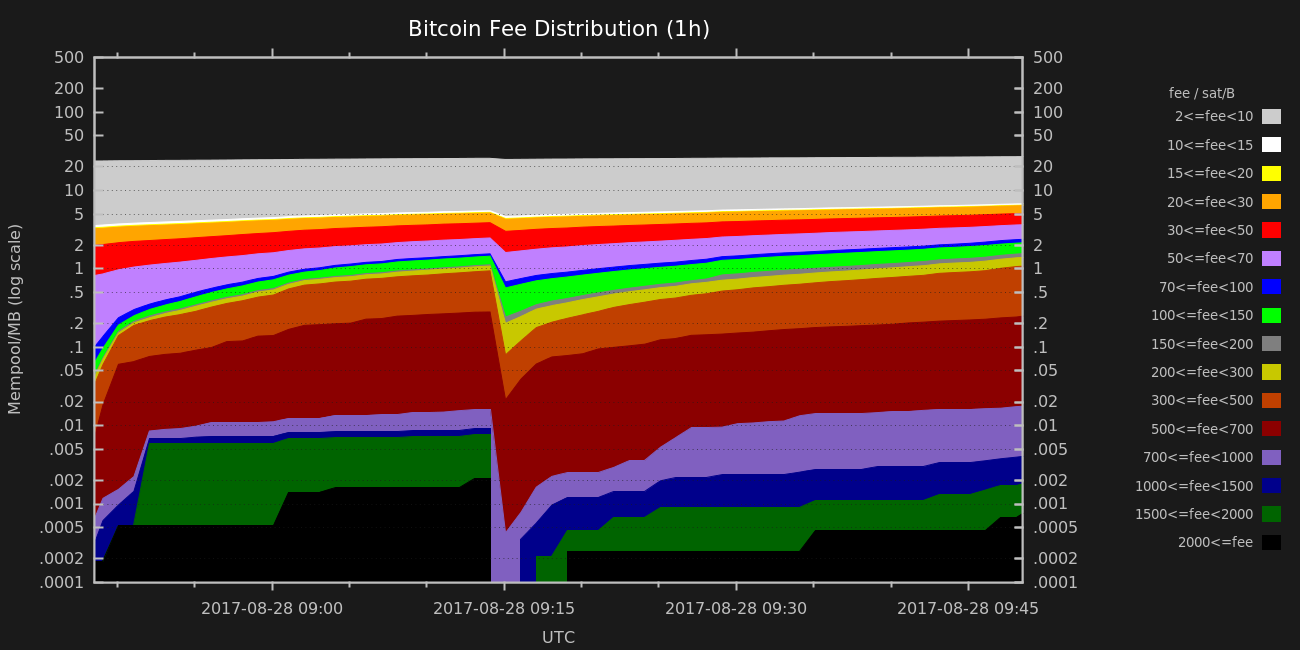 Bitcoin Fee Distribution (1h)
Mempool/MB (log scale)
500
200
100
50
20
10
5
2
1
.5
.2
.1
.05
.02
.01
.005
.002
.001
.0005
.0002
.0001
500
200
100
50
20
10
5
2
1
.5
.2
.1
.05
.02
.01
.005
.002
.001
.0005
.0002
.0001
2017-08-28 09:00 2017-08-28 09:15 2017-08-28 09:30 2017-08-28 09:45
UTC
fee / sat/B
2<=fee<10
10<=fee<15
15<=fee<20
20<=fee<30
30<=fee<50
50<=fee<70
70<=fee<100
100<=fee<150
150<=fee<200
200<=fee<300
300<=fee<500
500<=fee<700
700<=fee<1000
1000<=fee<1500
1500<=fee<2000
2000<=fee